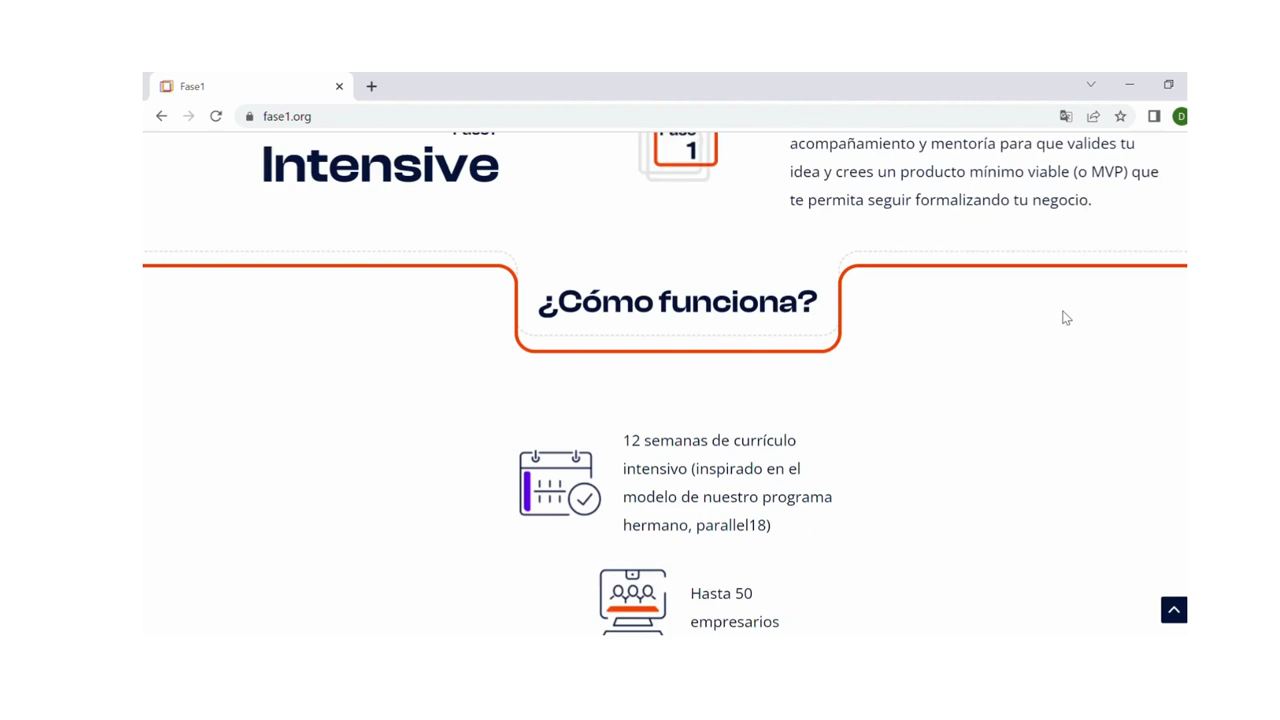 Fase1
fase1.org
D
Fase1
Intensive
Fase
1
acompañamiento y mentoría para que valides tu
idea y crees un producto mínimo viable (o MVP) que
te permita seguir formalizando tu negocio.
¿Cómo funciona?
12 semanas de currículo
intensivo (inspirado en el
modelo de nuestro programa
hermano, parallel18)
Hasta 50
empresarios